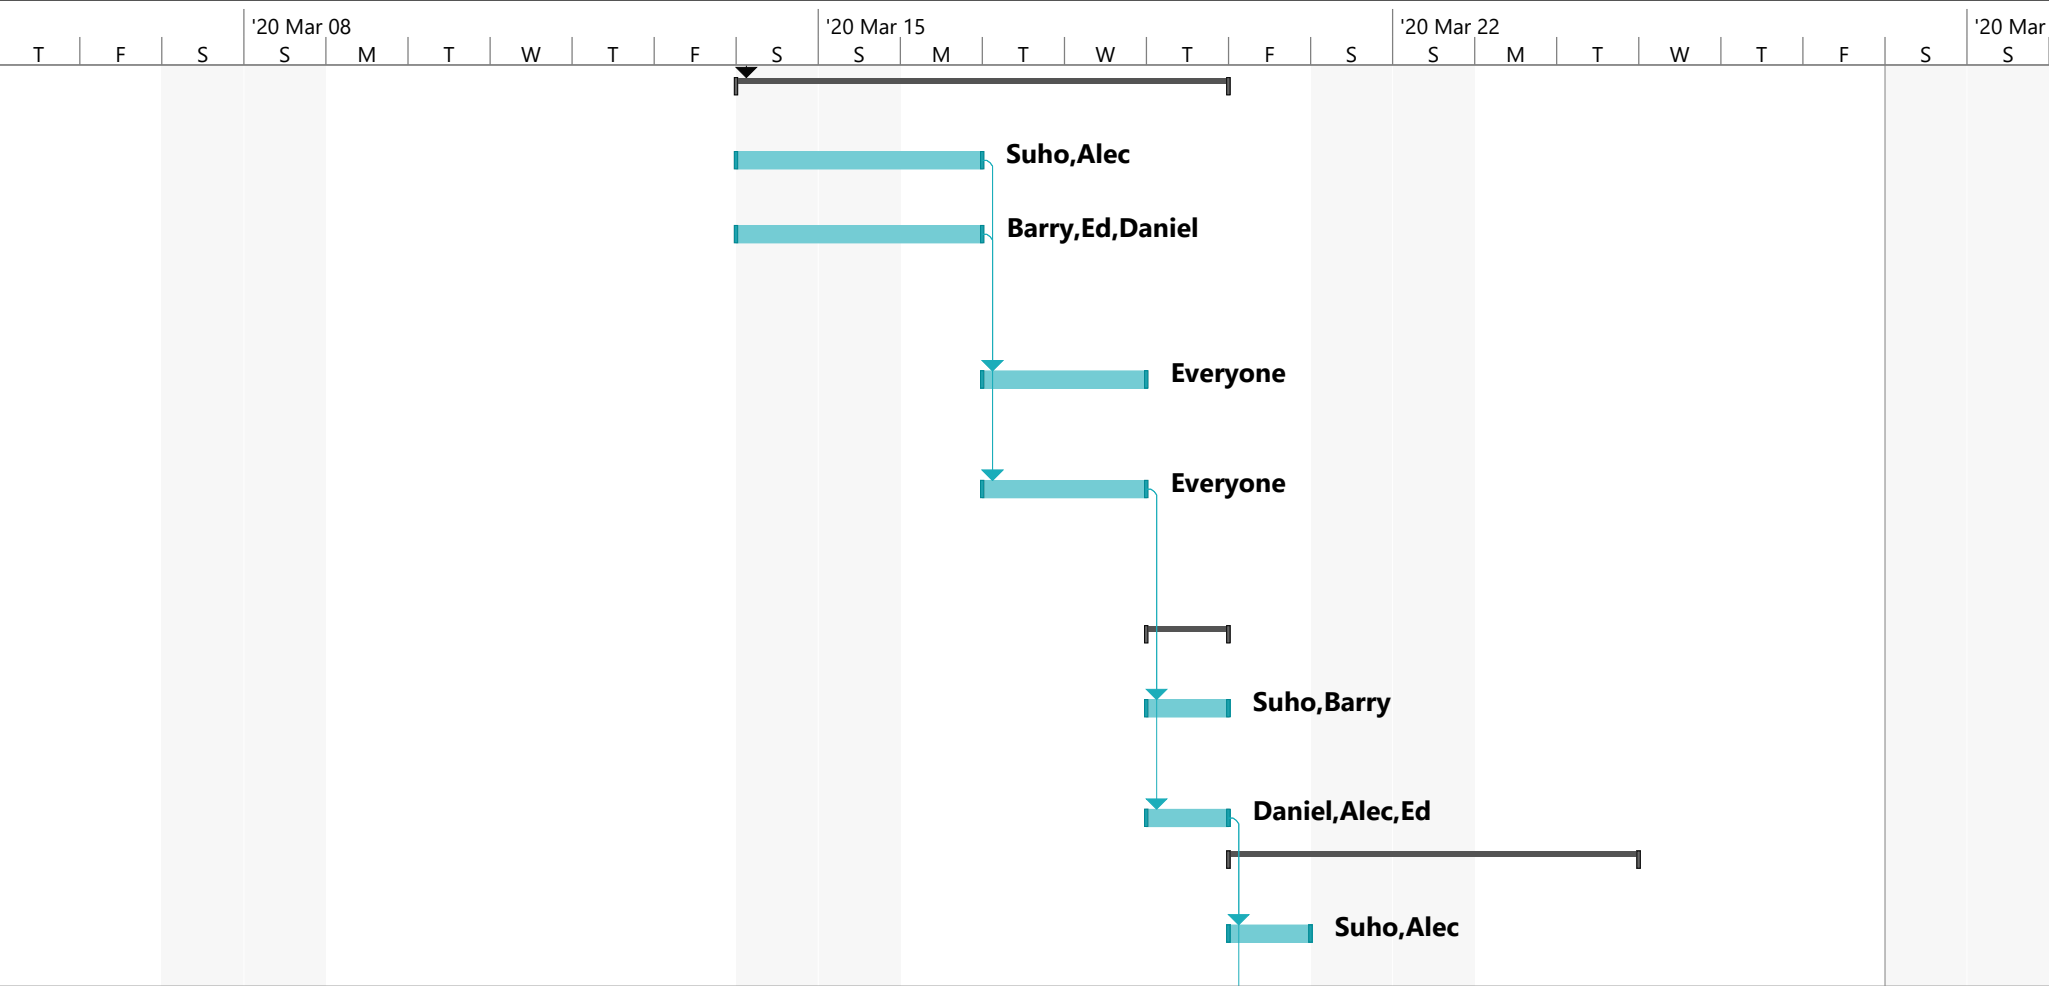 '20 Mar 08 '20 Mar 15 '20 Mar 22 '20 Mar
T F S S M T W T F S S M T W T F S S M T W T F S S
Suho,Alec
Barry,Ed,Daniel
Everyone
Everyone
Suho,Barry
Daniel,Alec,Ed
Suho,Alec